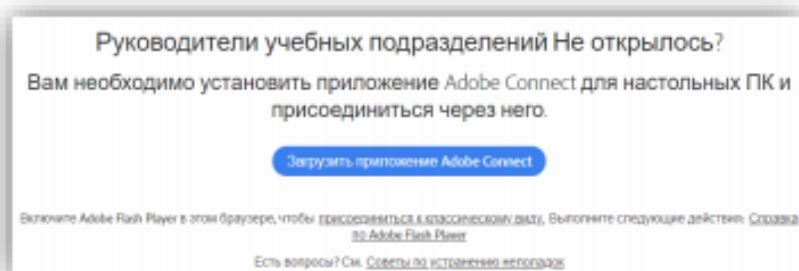 Руководители учебных подразделений Не открылось?
Вам необходимо установить приложение Adobe Connect для настольных ПК и
присоединиться через него.
Загрузить приложение Adobe Connect
Включите Adobe Flash Player в этом браузере, чтобы присоединиться к классическому виду. Выполните следующие действия: Справка
по Adobe Flash Player
Есть вопросы? См. Советы по устранению неполадок